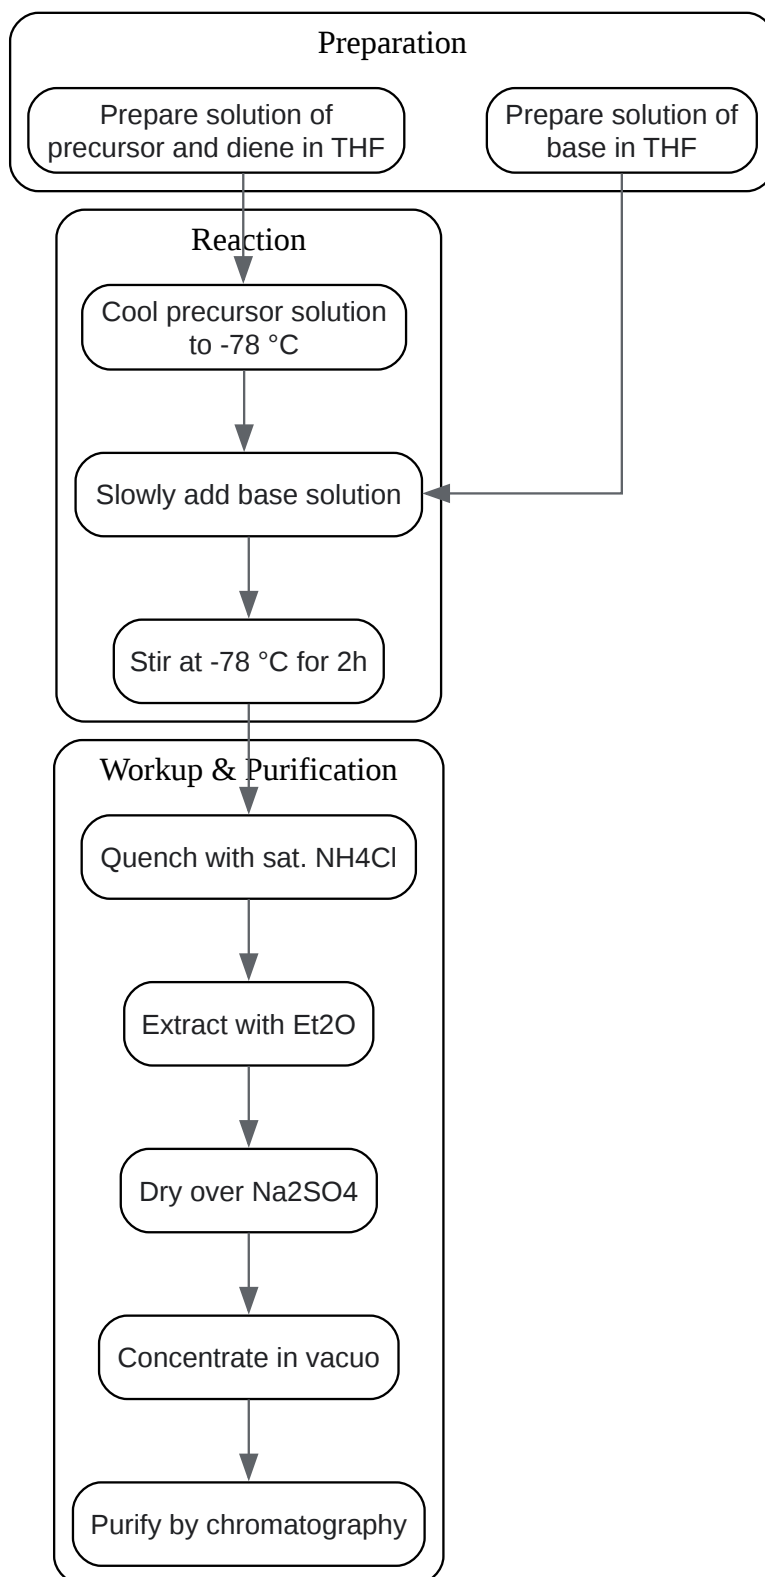 Preparation
Prepare solution of
precursor and diene in THF
Prepare solution of
base in THF
Reaction
Cool precursor solution
to -78 °C
Slowly add base solution
Stir at -78 °C for 2h
Workup & Purification
Quench with sat. NH4Cl
Extract with Et2O
Dry over Na2SO4
Concentrate in vacuo
Purify by chromatography